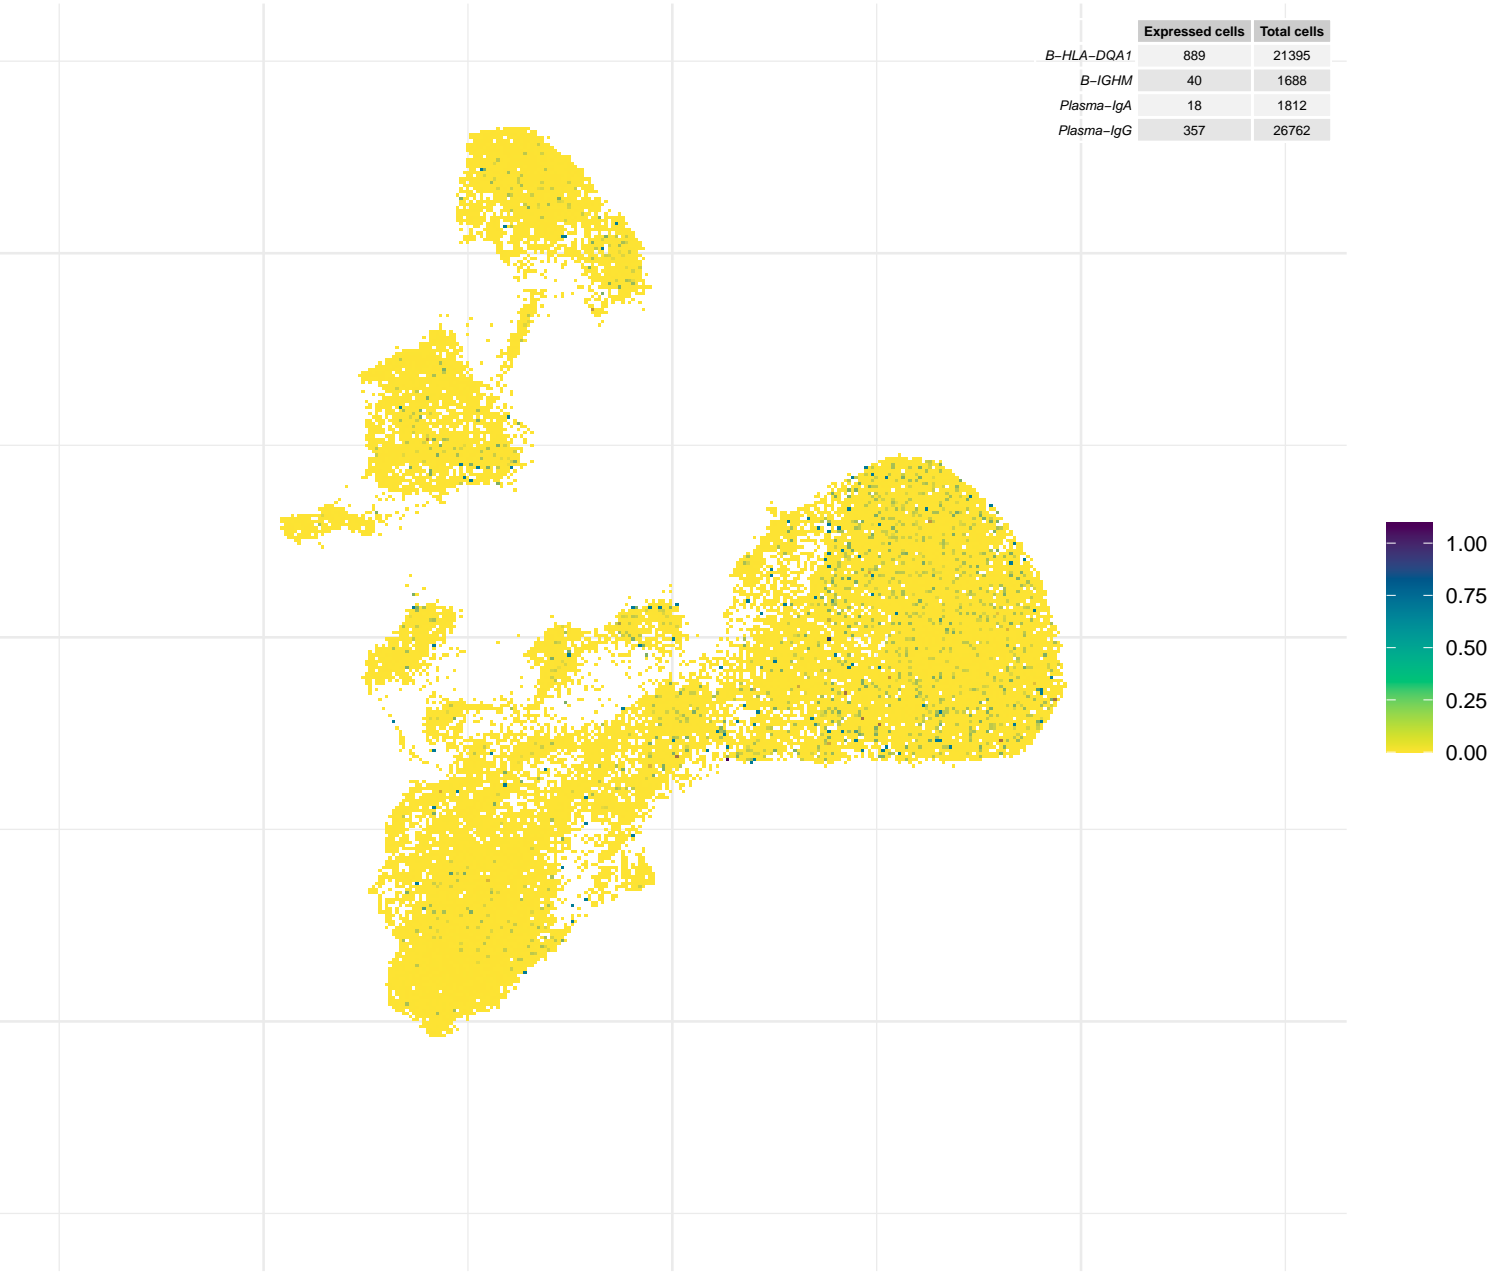 Expressed cells Total cells
B−HLA−DQA1 889 21395
B−IGHM 40 1688
Plasma−IgA 18 1812
Plasma−IgG 357 26762
1.00
0.75
0.50
0.25
0.00